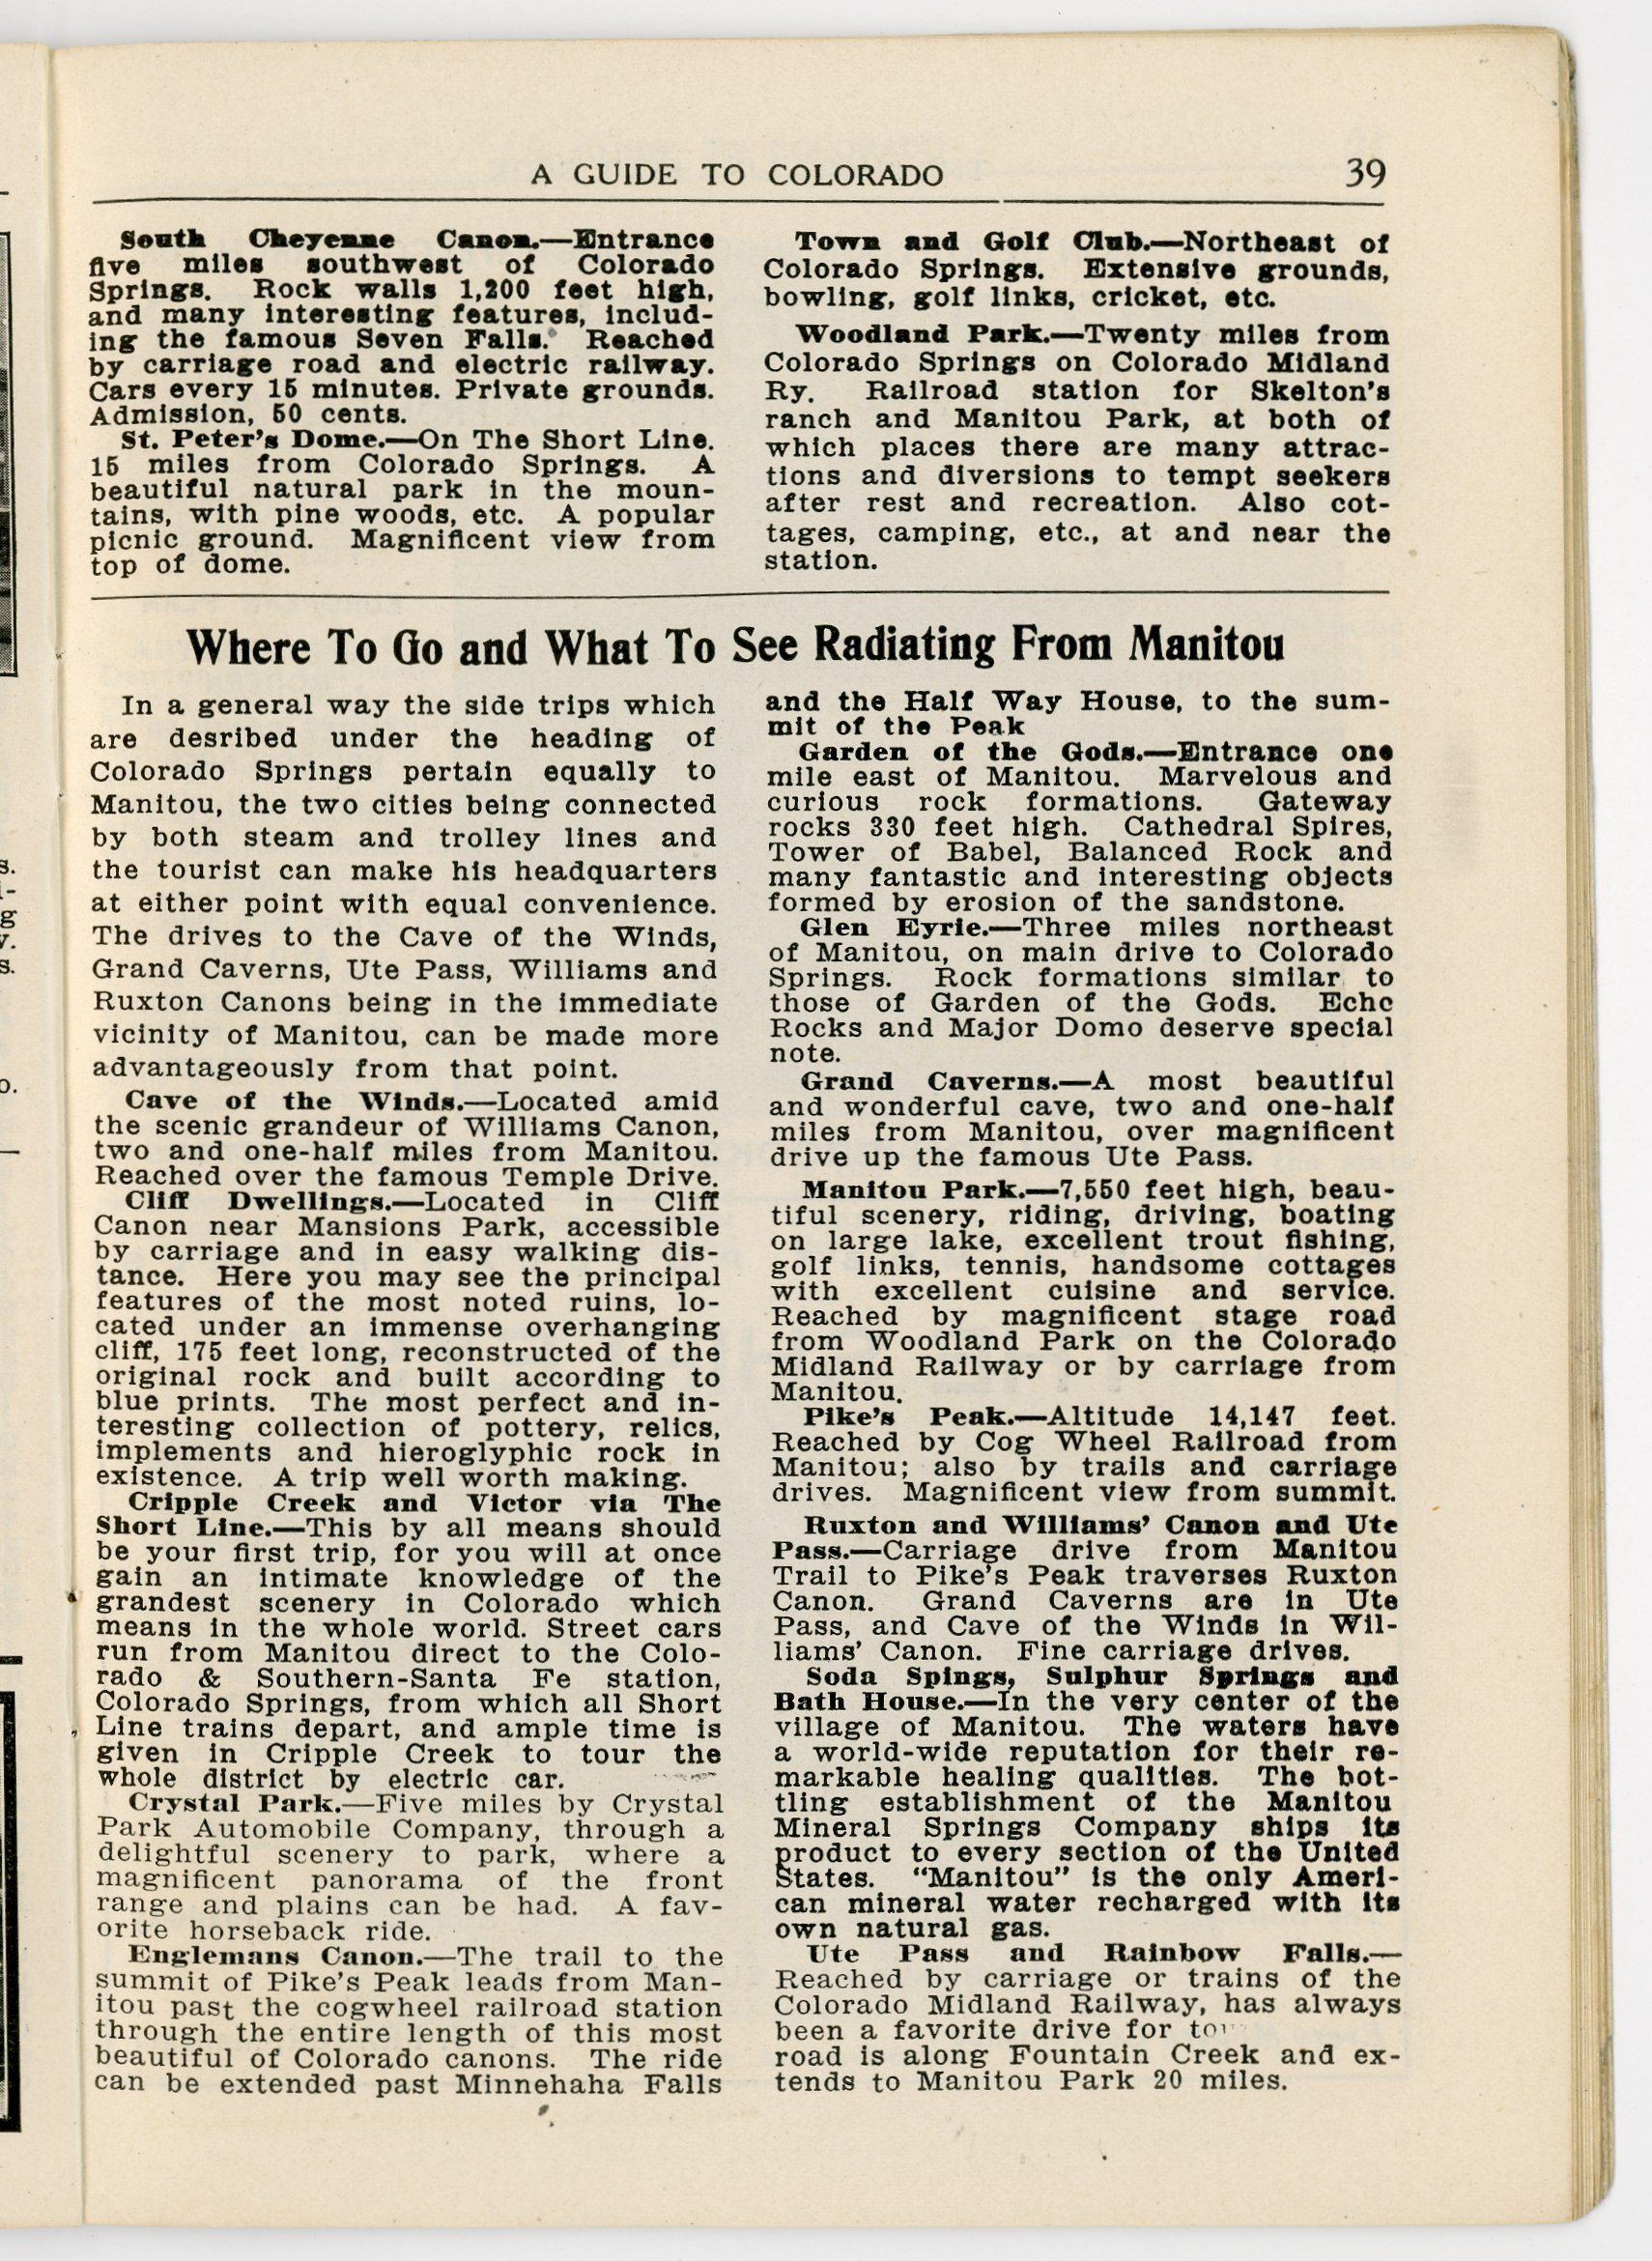 A GUIDE TO COLORADO 39
South Cheyenne Canon.—Entrance
five miles southwest of Colorado
Springs. Rock walls 1,200 feet high,
and many interesting features, includ-
ing the famous Seven Falls. Reached
by carriage road and electric railway.
Cars every 15 minutes. Private grounds.
Admission, 50 cents.
St. Peter's Dome.—On The Short Line.
15 miles from Colorado Springs. A
beautiful natural park in the moun-
tains, with pine woods, etc. A popular
picnic ground. Magnificent view from
top of dome.
Town and Golf Club.—Northeast of
Colorado Springs. Extensive grounds,
bowling, golf links, cricket, etc.
Woodland Park.—Twenty miles from
Colorado Springs on Colorado Midland
Ry. Railroad station for Skelton's
ranch and Manitou Park, at both of
which places there are many attrac-
tions and diversions to tempt seekers
after rest and recreation. Also cot-
tages, camping, etc., at and near the
station.
Where To Go and What To See Radiating From Manitou
In a general way the side trips which
are desribed under the heading of
Colorado Springs pertain equally to
Manitou, the two cities being connected
by both steam and trolley lines and
the tourist can make his headquarters
at either point with equal convenience.
The drives to the Cave of the Winds,
Grand Caverns, Ute Pass, Williams and
Ruxton Canons being in the immediate
vicinity of Manitou, can be made more
advantageously from that point.
Cave of the Winds.—Located amid
the scenic grandeur of Williams Canon,
two and one-half miles from Manitou.
Reached over the famous Temple Drive.
Cliff Dwellings.—Located in Cliff
Canon near Mansions Park, accessible
by carriage and in easy walking dis-
tance. Here you may see the principal
features of the most noted ruins, lo-
cated under an immense overhanging
cliff, 175 feet long, reconstructed of the
original rock and built according to
blue prints. The most perfect and in-
teresting collection of pottery, relics,
implements and hieroglyphic rock in
existence. A trip well worth making.
Cripple Creek and Victor via The
Short Line.—This by all means should
be your first trip, for you will at once
gain an intimate knowledge of the
grandest scenery in Colorado which
means in the whole world. Street cars
run from Manitou direct to the Colo-
rado & Southern-Santa Fe station,
Colorado Springs, from which all Short
Line trains depart, and ample time is
given in Cripple Creek to tour the
whole district by electric car.
Crystal Park.—Five miles by Crystal
Park Automobile Company, through a
delightful scenery to park, where a
magnificent panorama of the front
range and plains can be had. A fav-
orite horseback ride.
Englemans Canon.—The trail to the
summit of Pike's Peak leads from Man-
itou past the cogwheel railroad station
through the entire length of this most
beautiful of Colorado canons. The ride
can be extended past Minnehaha Falls
and the Half Way House, to the sum-
mit of the Peak
Garden of the Gods.—Entrance one
mile east of Manitou. Marvelous and
curious rock formations. Gateway
rocks 330 feet high. Cathedral Spires,
Tower of Babel, Balanced Rock and
many fantastic and interesting objects
formed by erosion of the sandstone.
Glen Eyrie.—Three miles northeast
of Manitou, on main drive to Colorado
Springs. Rock formations similar to
those of Garden of the Gods. Echo
Rocks and Major Domo deserve special
note.
Grand Caverns.—A most beautiful
and wonderful cave, two and one-half
miles from Manitou, over magnificent
drive up the famous Ute Pass.
Manitou Park.—7,550 feet high, beau-
tiful scenery, riding, driving, boating
on large lake, excellent trout fishing,
golf links, tennis, handsome cottages
with excellent cuisine and service.
Reached by magnificent stage road
from Woodland Park on the Colorado
Midland Railway or by carriage from
Manitou.
Pike's Peak.—Altitude 14,147 feet.
Reached by Cog Wheel Railroad from
Manitou; also by trails and carriage
drives. Magnificent view from summit.
Ruxton and Williams' Canon and Ute
Pass.—Carriage drive from Manitou
Trail to Pike's Peak traverses Ruxton
Canon. Grand Caverns are in Ute
Pass, and Cave of the Winds in Wil-
liams' Canon. Fine carriage drives.
Soda Spings, Sulphur Springs and
Bath House.—In the very center of the
village of Manitou. The waters have
a world-wide reputation for their re-
markable healing qualities. The bot-
tling establishment of the Manitou
Mineral Springs Company ships its
product to every section of the United
States. "Manitou" is the only Ameri-
can mineral water recharged with its
own natural gas.
Ute Pass and Rainbow Falls.—
Reached by carriage or trains of the
Colorado Midland Railway, has always
been a favorite drive for
road is along Fountain Creek and ex-
tends to Manitou Park 20 miles.